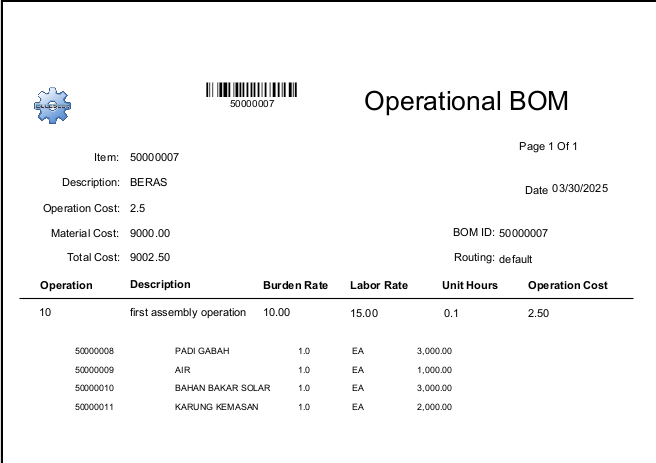 50000007
Operational BOM
Page 1 Of 1
Item: 50000007
Description: BERAS
Date 03/30/2025
Operation Cost: 2.5
Material Cost: 9000.00
BOM ID: 50000007
Total Cost: 9002.50
Routing: default
Operation Description Burden Rate Labor Rate Unit Hours Operation Cost
10 first assembly operation 10.00 15.00 0.1 2.50
50000008 PADI GABAH 1.0 EA 3,000.00
50000009 AIR 1.0 EA 1,000.00
50000010 BAHAN BAKAR SOLAR 1.0 EA 3,000.00
50000011 KARUNG KEMASAN 1.0 EA 2,000.00